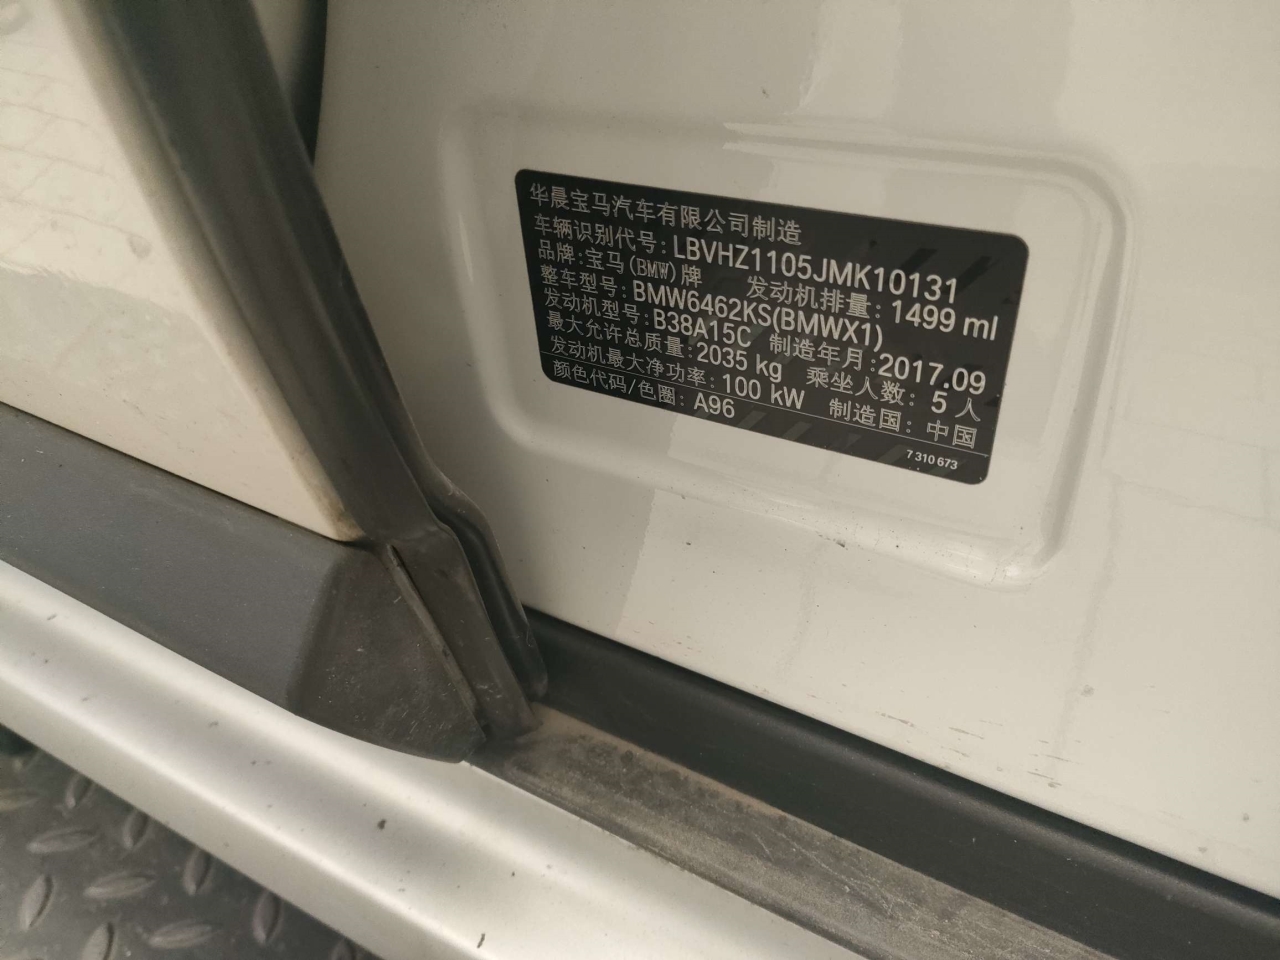 华晨宝马汽车有限公司制造
车辆识别代号: LBVHZ1105JMK10131
品牌: 宝马(BMW)牌 发动机排量: 1499 ml
整车型号: BMW6462KS(BMWX1)
发动机型号: B38A15C 制造年月: 2017.09
最大允许总质量: 2035 kg 乘坐人数: 5 人
发动机最大净功率: 100 kW 制造国: 中国
颜色代码/色圈: A96
7 310 673